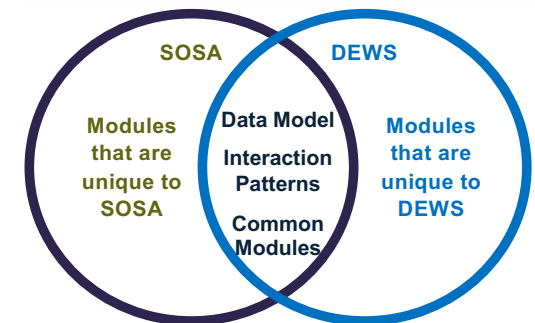 SOSA
DEWS
Modules
that are
unique to
SOSA
Data Model
Interaction
Patterns
Common
Modules
Modules
that are
unique to
DEWS